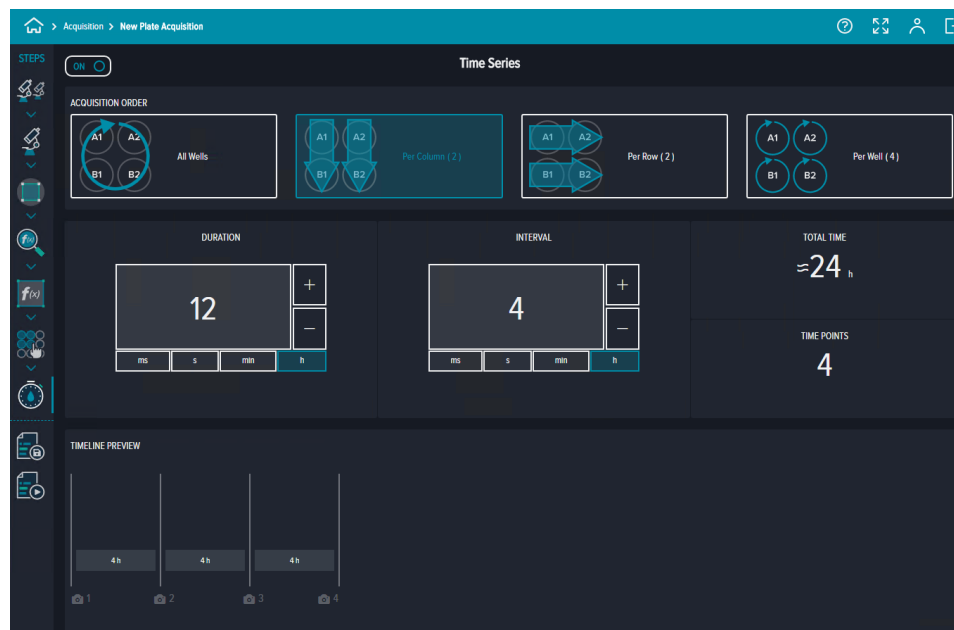 Acquisition > New Plate Acquisition
STEPS
ON
Time Series
ACQUISITION ORDER
A1 A2
B1 B2
All Wells
A1 A2
B1 B2
Per Column ( 2 )
A1 A2
B1 B2
Per Row ( 2 )
A1 A2
B1 B2
Per Well ( 4 )
f(x)
f(x)
DURATION
12
+
−
ms s min h
INTERVAL
4
+
−
ms s min h
TOTAL TIME
≈24 h
TIME POINTS
4
TIMELINE PREVIEW
4 h 4 h 4 h
1 2 3 4